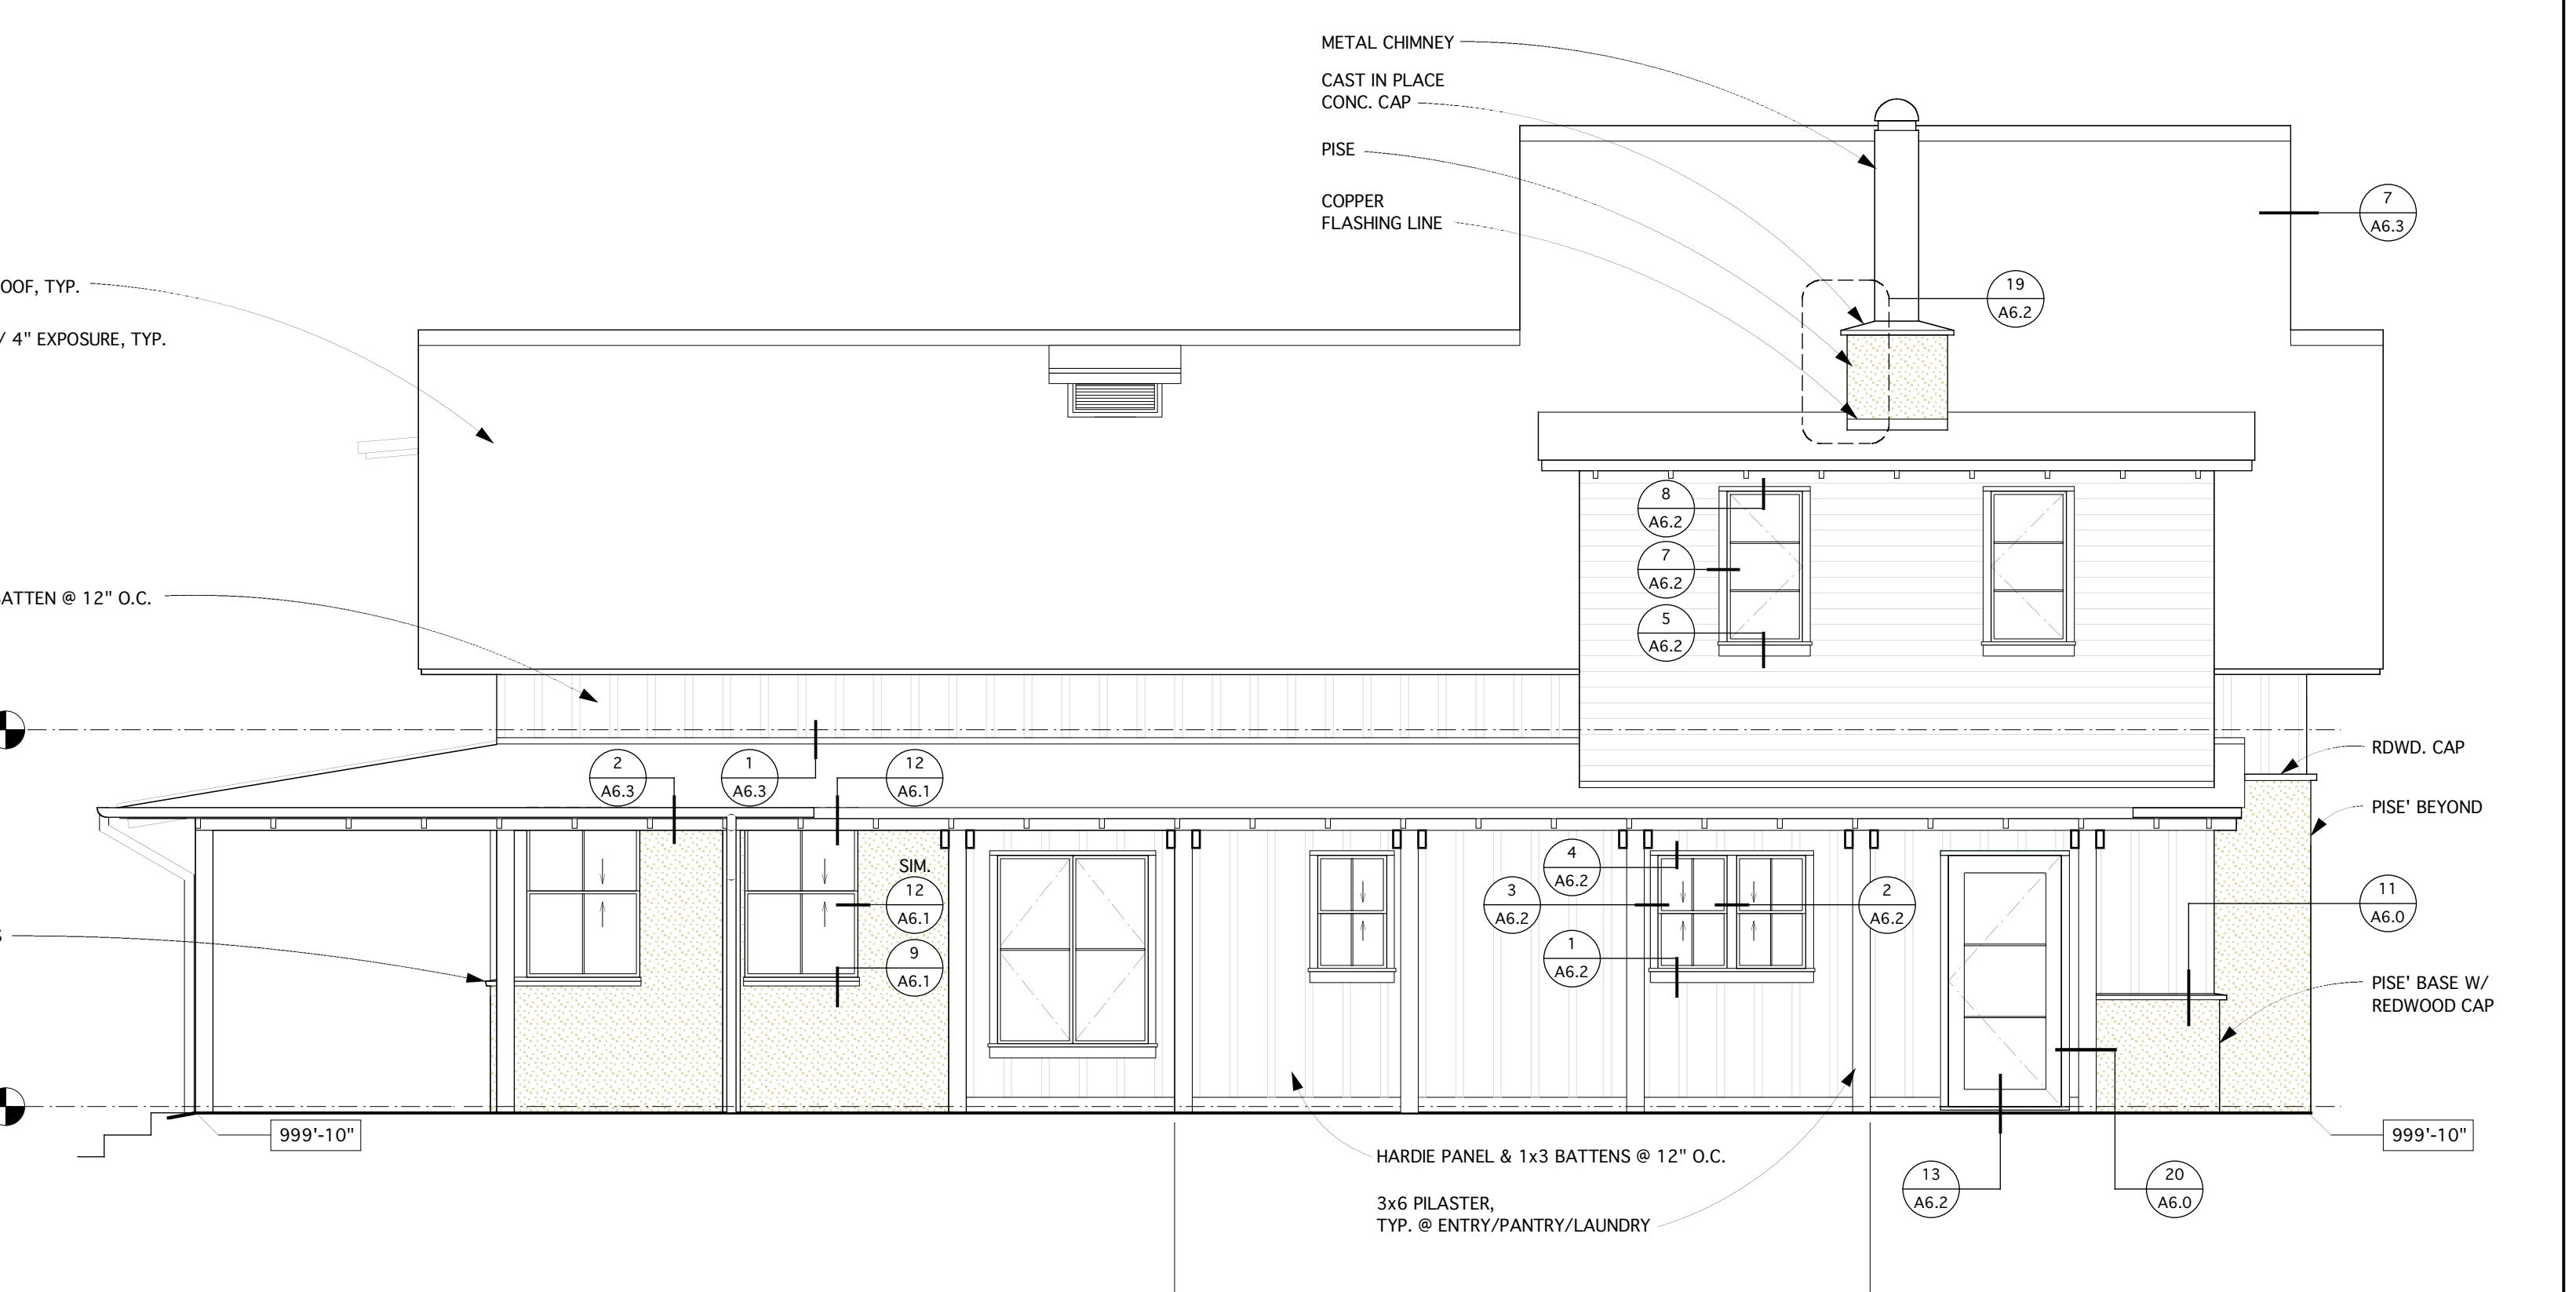 METAL CHIMNEY
CAST IN PLACE
CONC. CAP
PISE
COPPER
FLASHING LINE
7
A6.3
19
A6.2
OOF, TYP.
/ 4" EXPOSURE, TYP.
8
A6.2
7
A6.2
5
A6.2
ATTEN @ 12" O.C.
RDWD. CAP
2
A6.3
1
A6.3
12
A6.1
PISE' BEYOND
SIM.
12
A6.1
9
A6.1
4
A6.2
3
A6.2
1
A6.2
2
A6.2
11
A6.0
PISE' BASE W/
REDWOOD CAP
999'-10"
999'-10"
HARDIE PANEL & 1x3 BATTENS @ 12" O.C.
3x6 PILASTER,
TYP. @ ENTRY/PANTRY/LAUNDRY
13
A6.2
20
A6.0